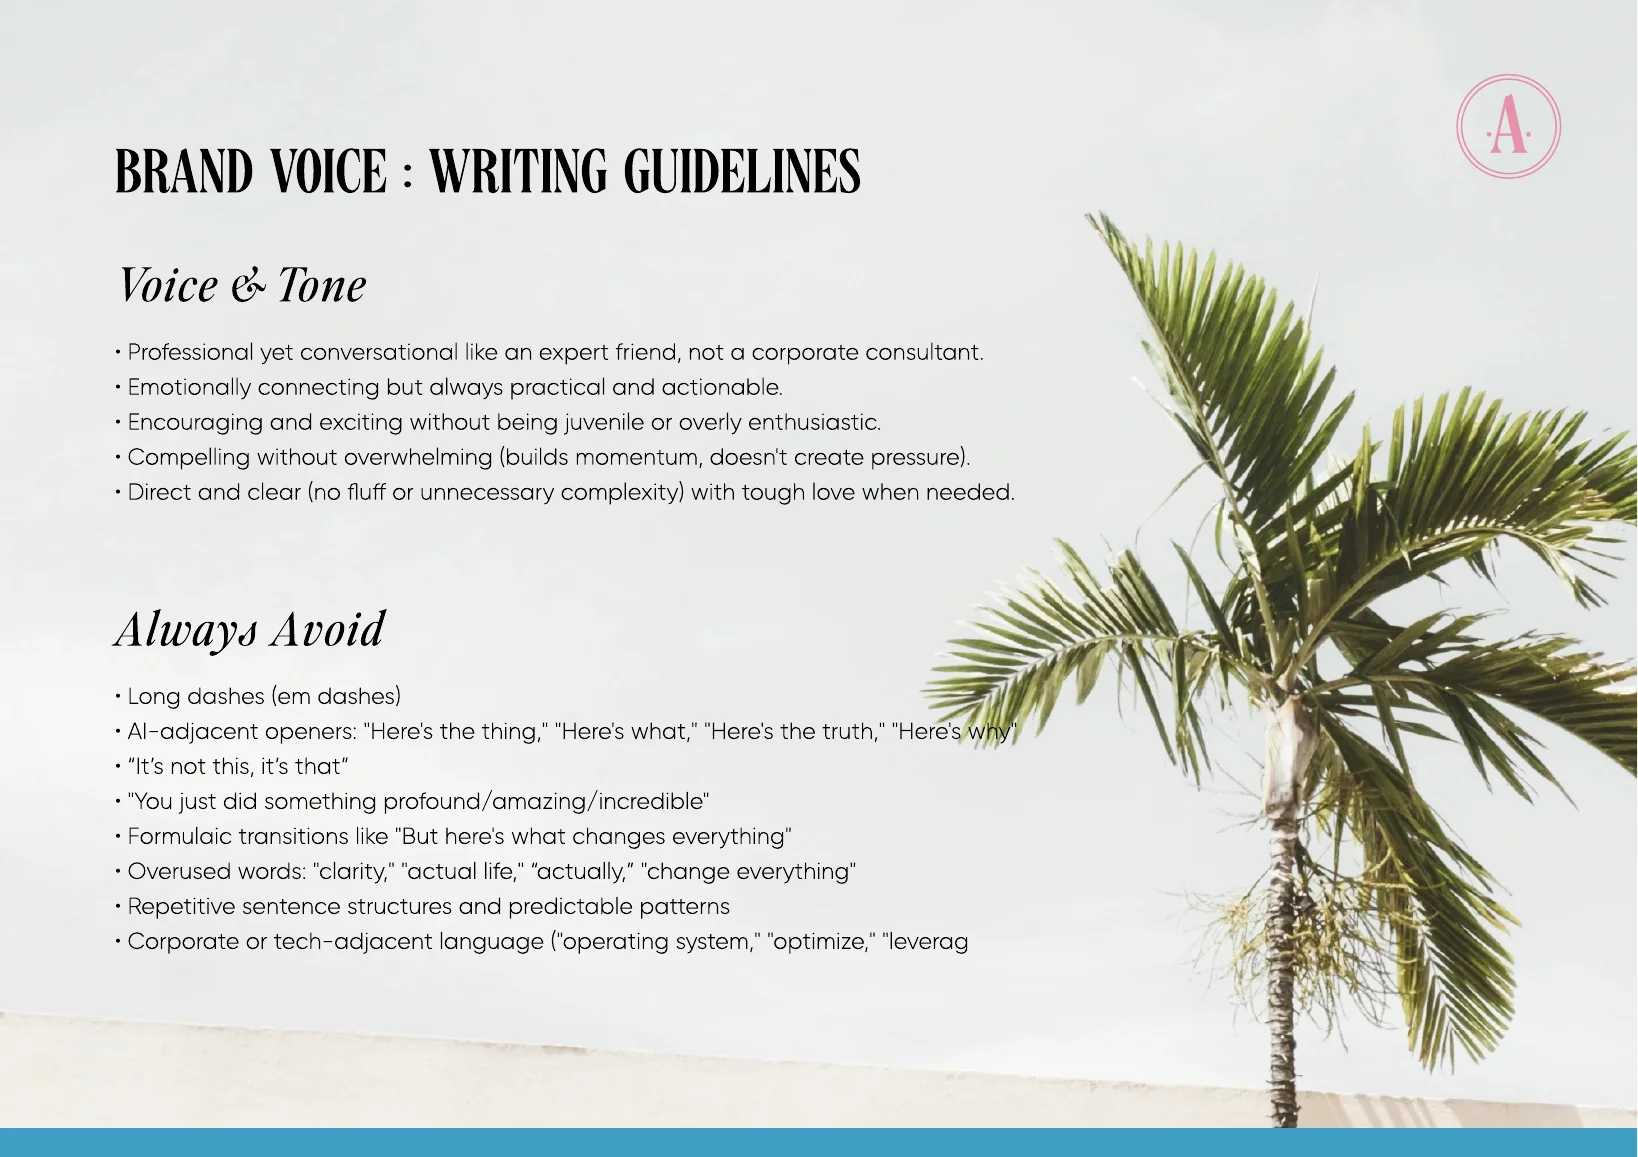 A
BRAND VOICE : WRITING GUIDELINES
Voice & Tone
• Professional yet conversational like an expert friend, not a corporate consultant.
• Emotionally connecting but always practical and actionable.
• Encouraging and exciting without being juvenile or overly enthusiastic.
• Compelling without overwhelming (builds momentum, doesn't create pressure).
• Direct and clear (no fluff or unnecessary complexity) with tough love when needed.
Always Avoid
• Long dashes (em dashes)
• AI-adjacent openers: "Here's the thing," "Here's what," "Here's the truth," "Here's why"
• “It’s not this, it’s that”
• "You just did something profound/amazing/incredible"
• Formulaic transitions like "But here's what changes everything"
• Overused words: "clarity," "actual life," “actually,” "change everything"
• Repetitive sentence structures and predictable patterns
• Corporate or tech-adjacent language ("operating system," "optimize," "leverag